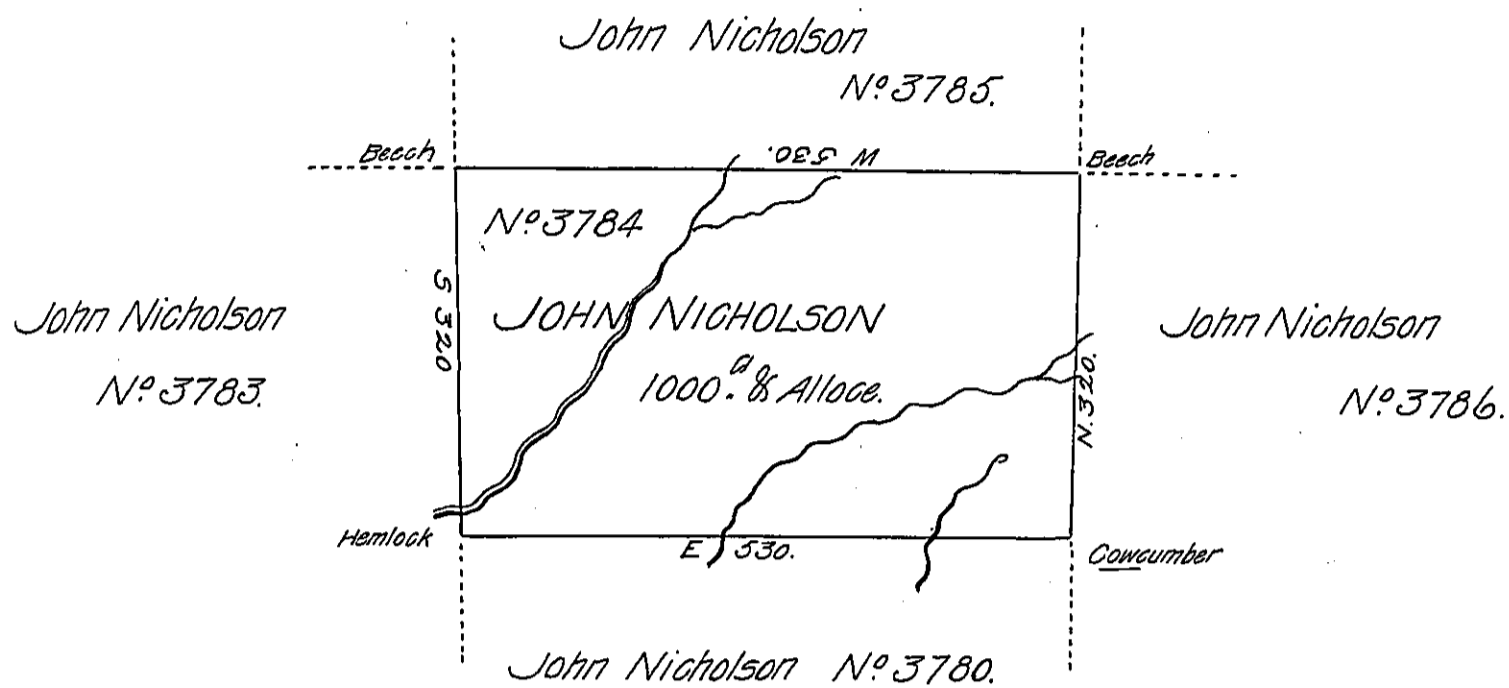 John Nicholson
Nº 3785.
Beech
W 530.
Beech
Nº 3784
S 320
John Nicholson
Nº 3783.
JOHN NICHOLSON
1000.ᵃ & Alloce.
N. 320.
John Nicholson
Nº 3786.
Hemlock
E 530.
Cowcumber
John Nicholson Nº 3780.